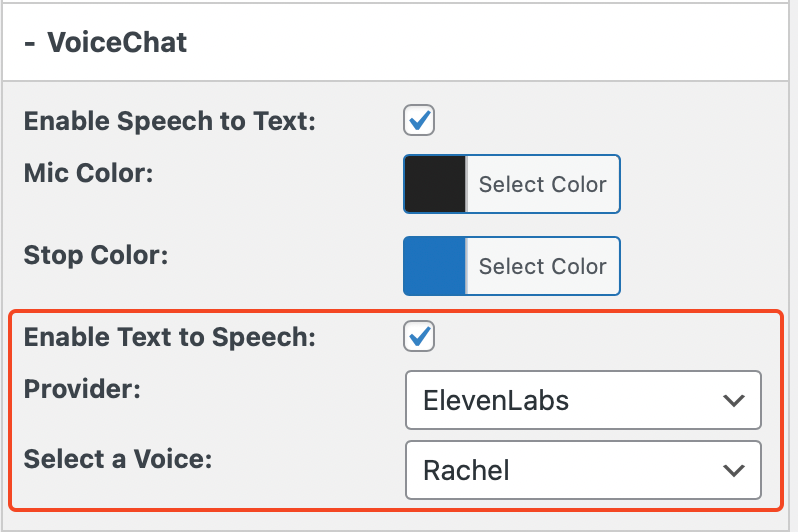 - VoiceChat
Enable Speech to Text:
Mic Color: Select Color
Stop Color: Select Color
Enable Text to Speech:
Provider: ElevenLabs
Select a Voice: Rachel